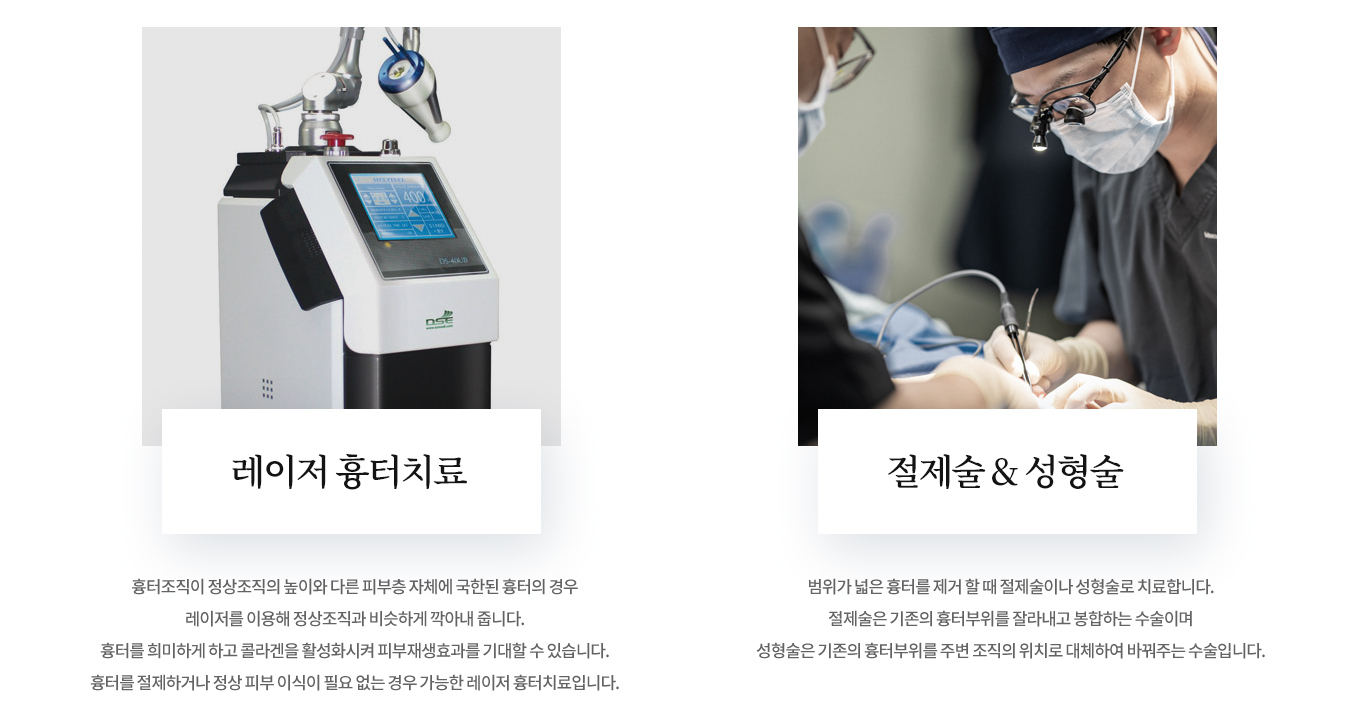 400
DS-40UB
DSE
레이저 흉터치료
흉터조직이 정상조직의 높이와 다른 피부층 자체에 국한된 흉터의 경우
레이저를 이용해 정상조직과 비슷하게 깍아내 줍니다.
흉터를 희미하게 하고 콜라겐을 활성화시켜 피부재생효과를 기대할 수 있습니다.
흉터를 절제하거나 정상 피부 이식이 필요 없는 경우 가능한 레이저 흉터치료입니다.
절제술 & 성형술
범위가 넓은 흉터를 제거 할 때 절제술이나 성형술로 치료합니다.
절제술은 기존의 흉터부위를 잘라내고 봉합하는 수술이며
성형술은 기존의 흉터부위를 주변 조직의 위치로 대체하여 바꿔주는 수술입니다.